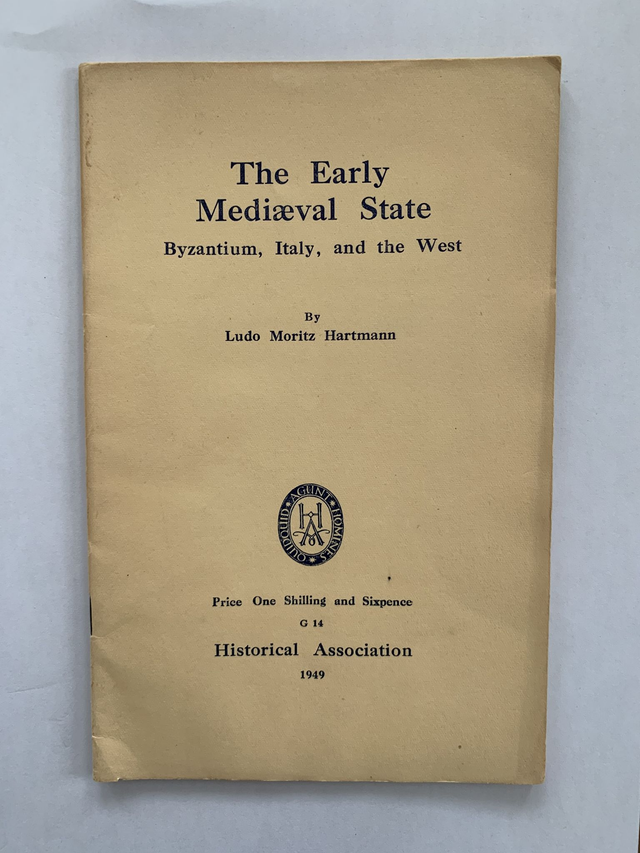 The Early
Mediæval State
Byzantium, Italy, and the West
By
Ludo Moritz Hartmann
QUIDQUID AGUNT HOMINES
HA
Price One Shilling and Sixpence
G 14
Historical Association
1949